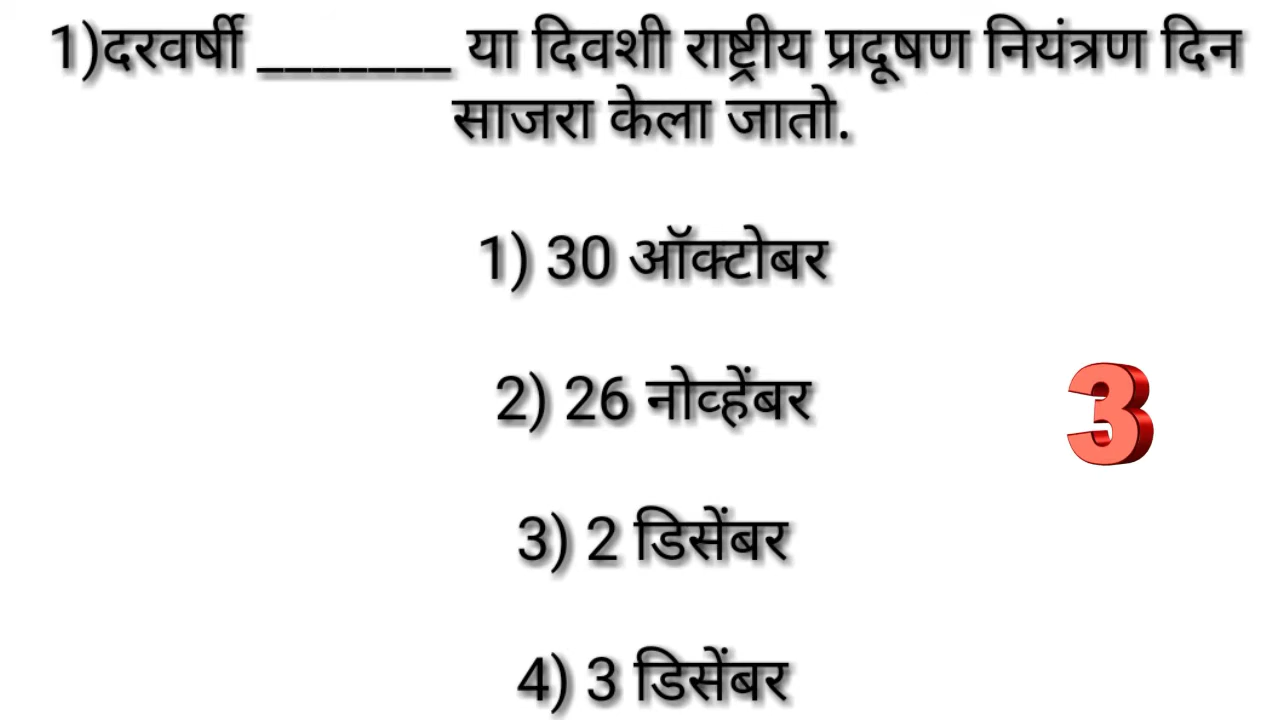 1)दरवर्षी _______ या दिवशी राष्ट्रीय प्रदूषण नियंत्रण दिन
साजरा केला जातो.
1) 30 ऑक्टोबर
2) 26 नोव्हेंबर
3
3) 2 डिसेंबर
4) 3 डिसेंबर